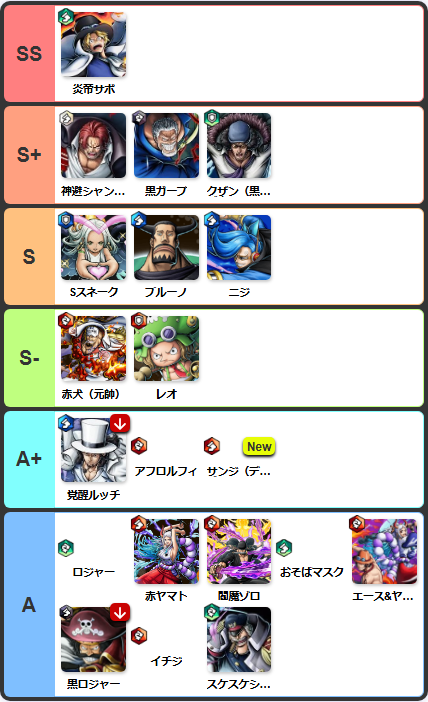 SS
炎帝サボ
S+
神避シャン...
黒ガープ
クザン（黒...
S
Sスネーク
ブルーノ
ニジ
S-
赤犬（元帥）
レオ
A+
覚醒ルッチ
アフロルフィ
サンジ（デ...
New
A
ロジャー
赤ヤマト
閻魔ゾロ
おそばマスク
エース&ヤ...
黒ロジャー
イチジ
スケスケシ...